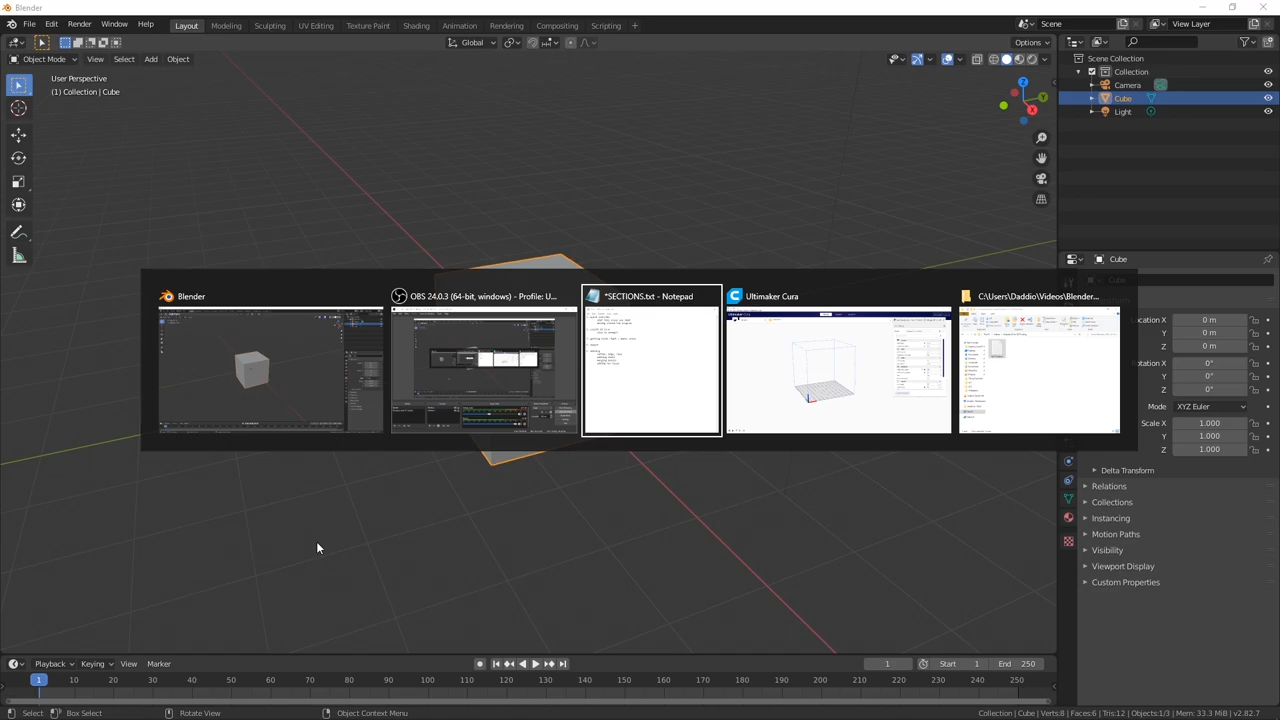 Blender
File Edit Render Window Help
Layout Modeling Sculpting UV Editing Texture Paint Shading Animation Rendering Compositing Scripting +
Scene
View Layer
Global
Options
Object Mode View Select Add Object
User Perspective
(1) Collection | Cube
Z
Y
X
Scene Collection
Collection
Camera
Cube
Light
Cube
Cube
Blender
OBS 24.0.3 (64-bit, windows) - Profile: U...
*SECTIONS.txt - Notepad
Ultimaker Cura
C:\Users\Daddio\Videos\Blender...
ocation X 0 m
Y 0 m
Z 0 m
otation X 0°
Y 0°
Z 0°
Mode XYZ Euler
Scale X 1.000
Y 1.000
Z 1.000
Delta Transform
Relations
Collections
Instancing
Motion Paths
Visibility
Viewport Display
Custom Properties
Playback Keying View Marker
1 Start 1 End 250
1 10 20 30 40 50 60 70 80 90 100 110 120 130 140 150 160 170 180 190 200 210 220 230 240 250
Select Box Select Rotate View Object Context Menu
Collection | Cube | Verts:8 | Faces:6 | Tris:12 | Objects:1/3 | Mem: 33.3 MiB | v2.82.7